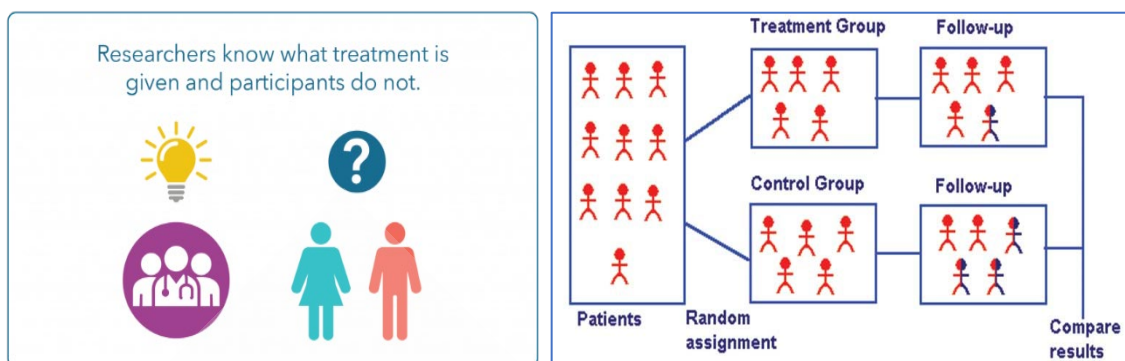 Researchers know what treatment is
given and participants do not.
?
Treatment Group
Follow-up
Control Group
Follow-up
Patients
Random
assignment
Compare
results